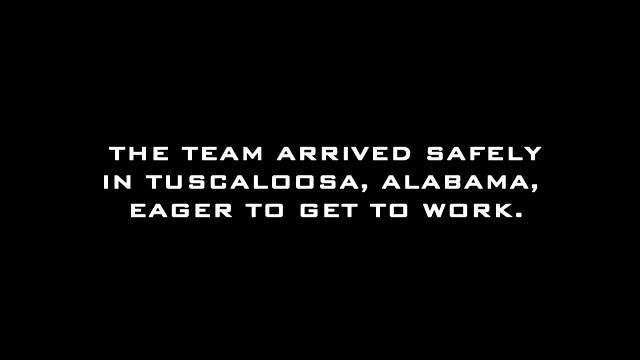 THE TEAM ARRIVED SAFELY
IN TUSCALOOSA, ALABAMA,
EAGER TO GET TO WORK.